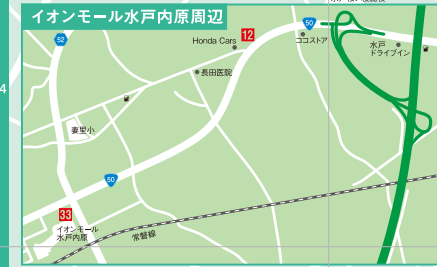 イオンモール水戸内原周辺
52
Honda Cars
12
50
ココストア
水戸
ドライブイン
長田医院
4
妻里小
50
33
イオンモール
水戸内原
常磐線